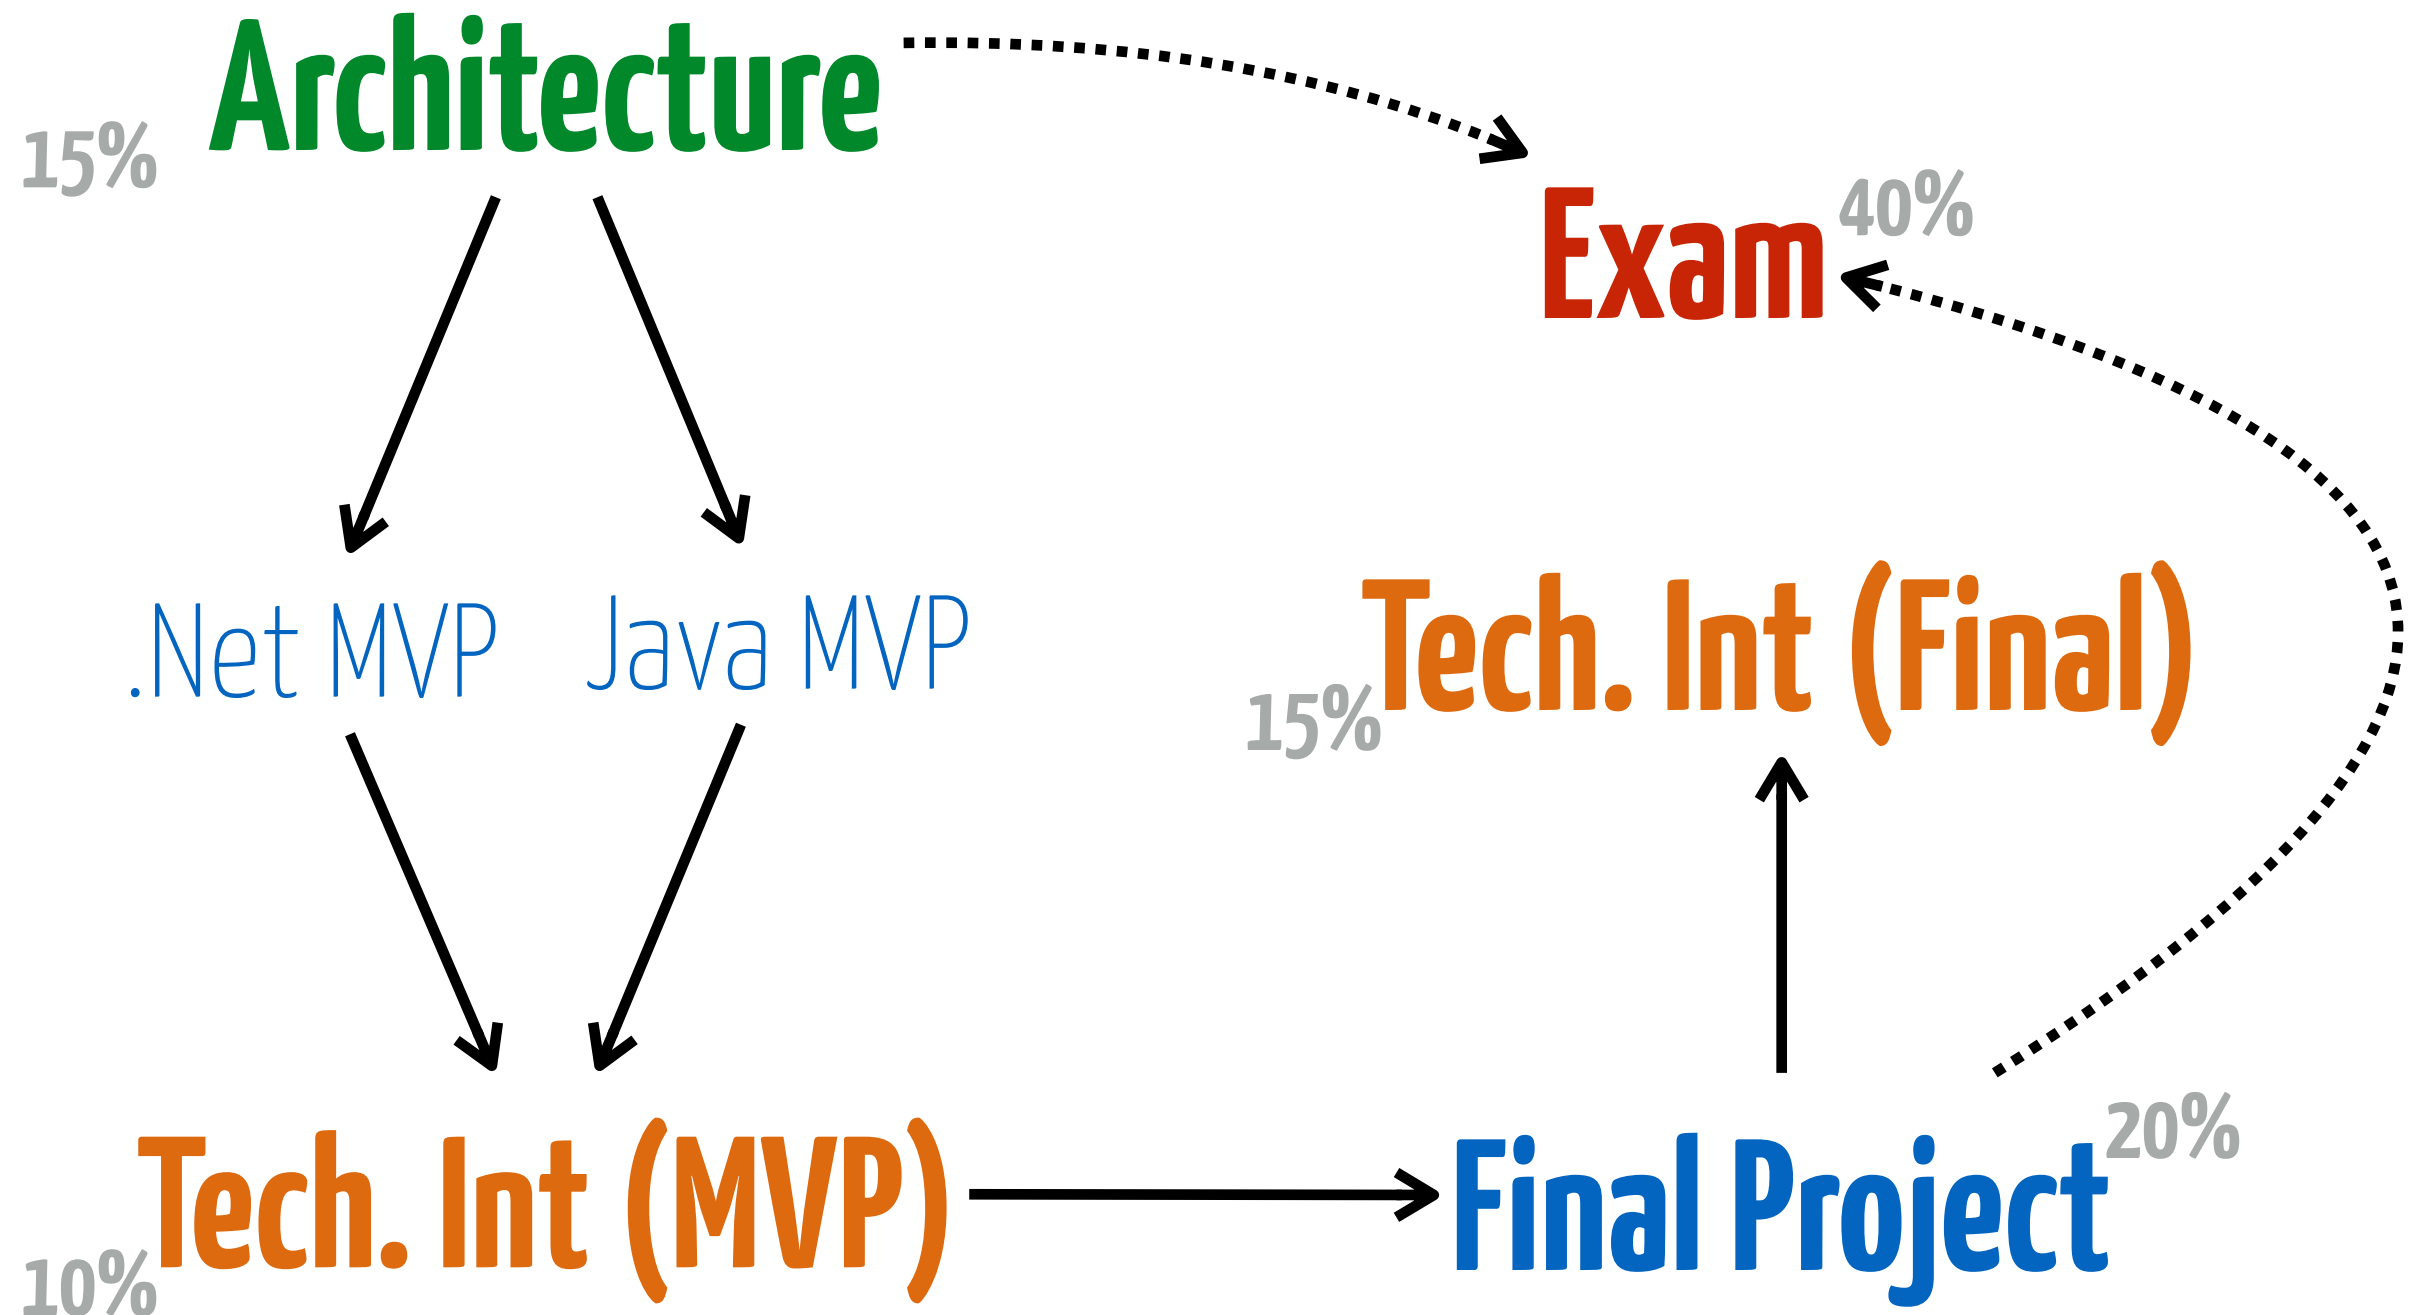 Architecture
15%
Exam
40%
.Net MVP
Java MVP
Tech. Int (Final)
15%
Tech. Int (MVP)
10%
Final Project
20%